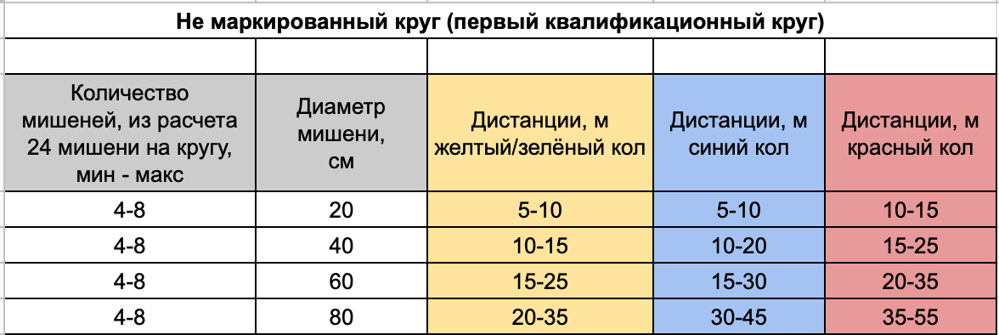 Не маркированный круг (первый квалификационный круг)
Количество
мишеней, из расчета
24 мишени на кругу,
мин - макс
Диаметр
мишени,
см
Дистанции, м
желтый/зелёный кол
Дистанции, м
синий кол
Дистанции, м
красный кол
4-8 20 5-10 5-10 10-15
4-8 40 10-15 10-20 15-25
4-8 60 15-25 15-30 20-35
4-8 80 20-35 30-45 35-55